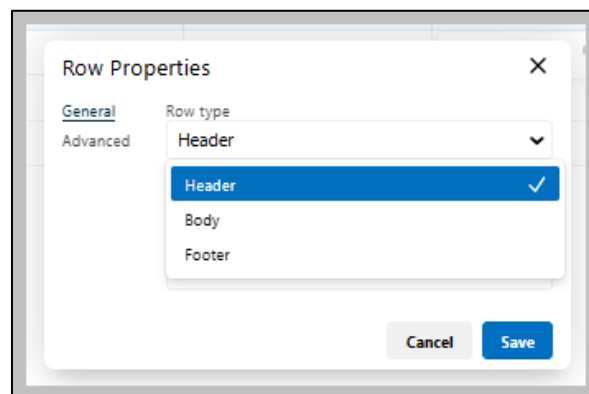 Row Properties
General
Row type
Advanced
Header
Header
Body
Footer
Cancel
Save